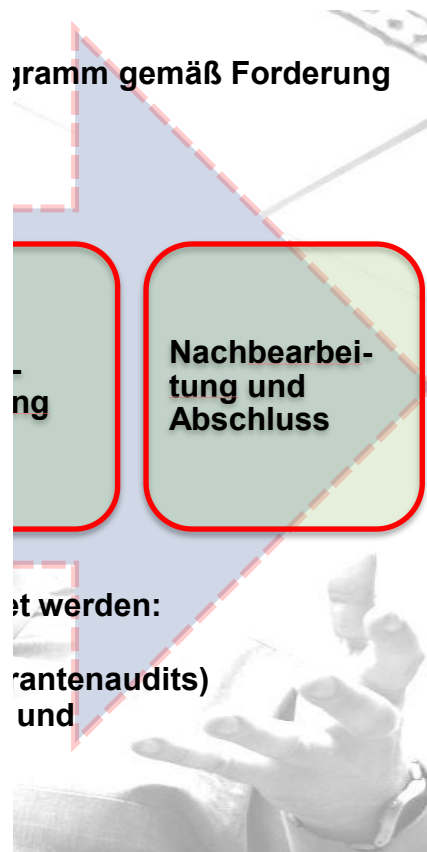 gramm gemäß Forderung
-
ng
Nachbearbei-
tung und
Abschluss
et werden:
rantenaudits)
und